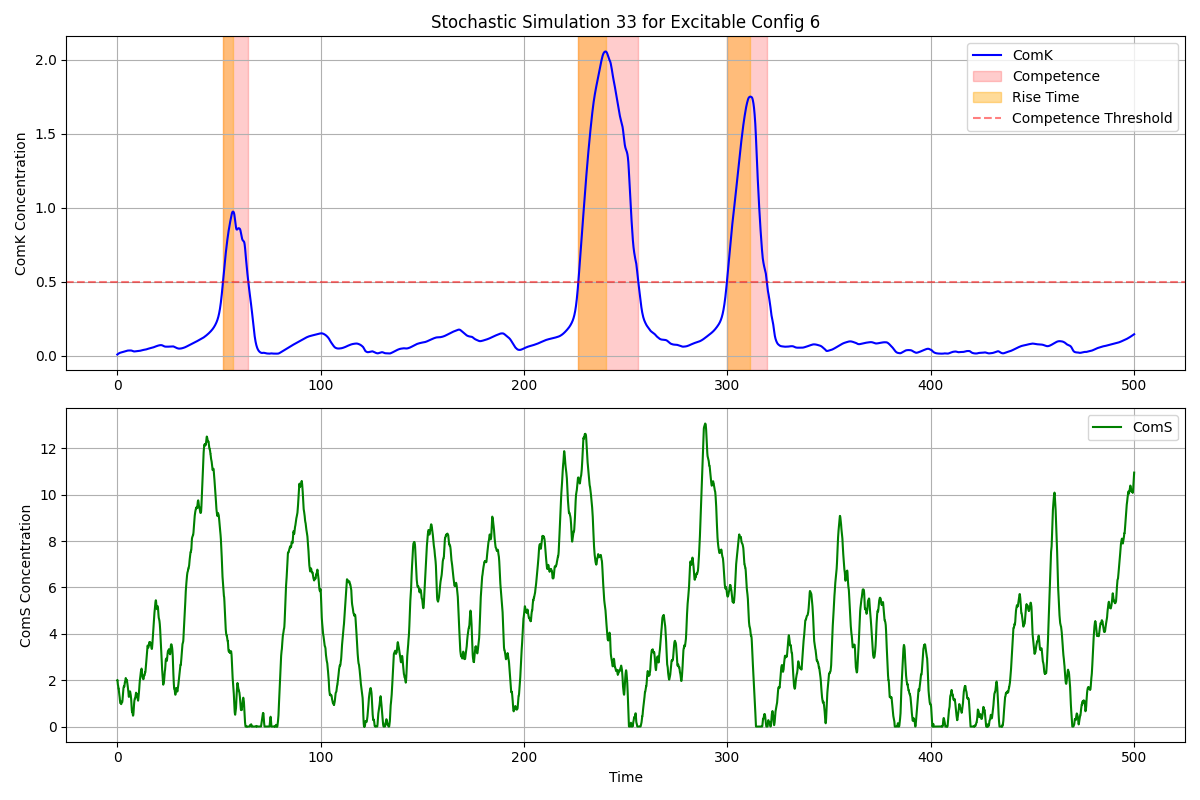 Stochastic Simulation 33 for Excitable Config 6
ComK Concentration
2.0
1.5
1.0
0.5
0.0
ComK
Competence
Rise Time
Competence Threshold
0 100 200 300 400 500
ComS Concentration
12
10
8
6
4
2
0
ComS
0 100 200 300 400 500
Time